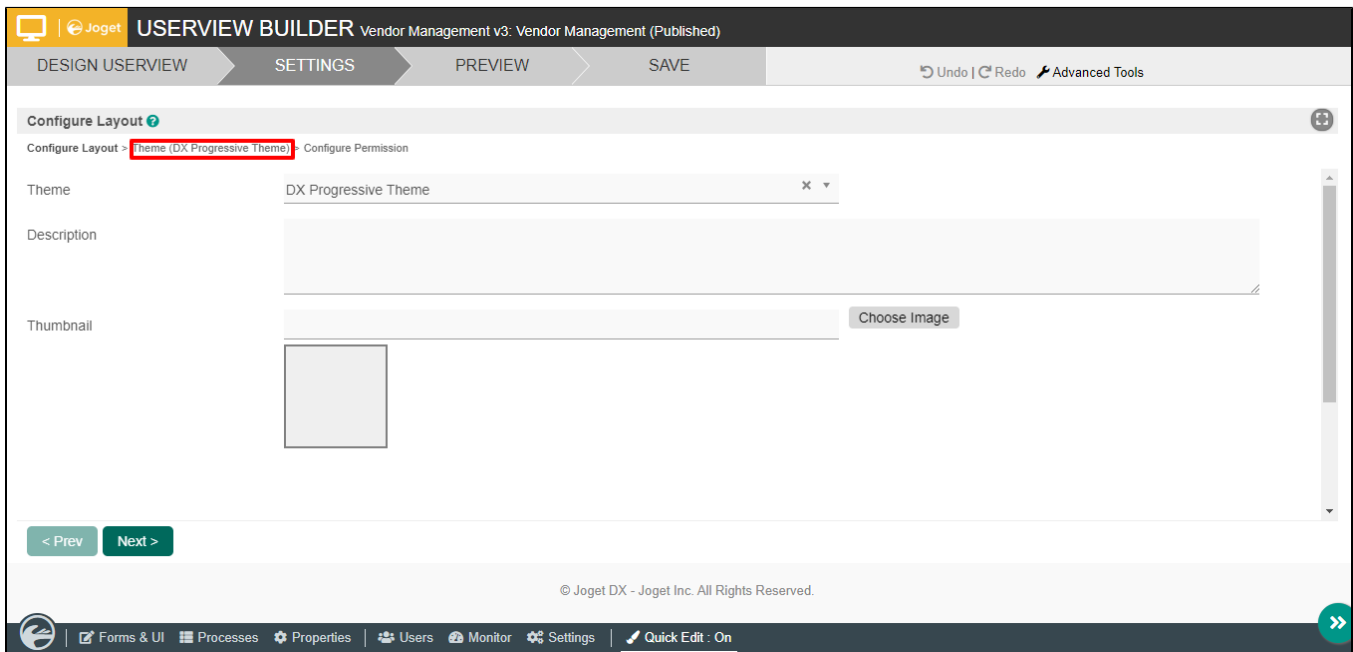 Joget USERVIEW BUILDER Vendor Management v3: Vendor Management (Published)
DESIGN USERVIEW SETTINGS PREVIEW SAVE Undo | Redo Advanced Tools
Configure Layout ?
Configure Layout > Theme (DX Progressive Theme) > Configure Permission
Theme DX Progressive Theme
Description
Thumbnail Choose Image
< Prev Next >
© Joget DX - Joget Inc. All Rights Reserved.
Forms & UI Processes Properties | Users Monitor Settings | Quick Edit : On